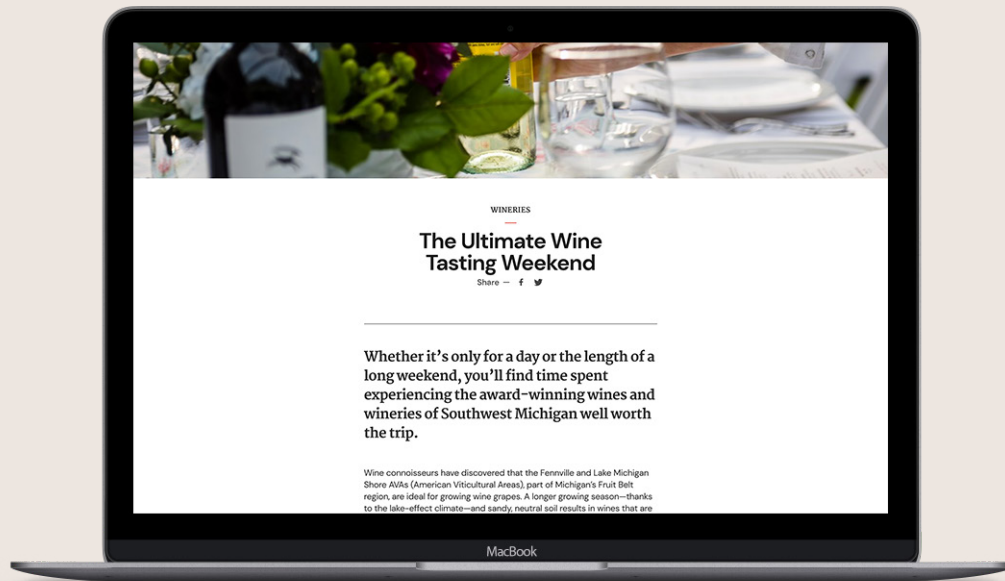 WINERIES
The Ultimate Wine
Tasting Weekend
Share —
Whether it’s only for a day or the length of a
long weekend, you’ll find time spent
experiencing the award-winning wines and
wineries of Southwest Michigan well worth
the trip.
Wine connoisseurs have discovered that the Fennville and Lake Michigan
Shore AVAs (American Viticultural Areas), part of Michigan’s Fruit Belt
region, are ideal for growing wine grapes. A longer growing season—thanks
to the lake-effect climate—and sandy, neutral soil results in wines that are
MacBook